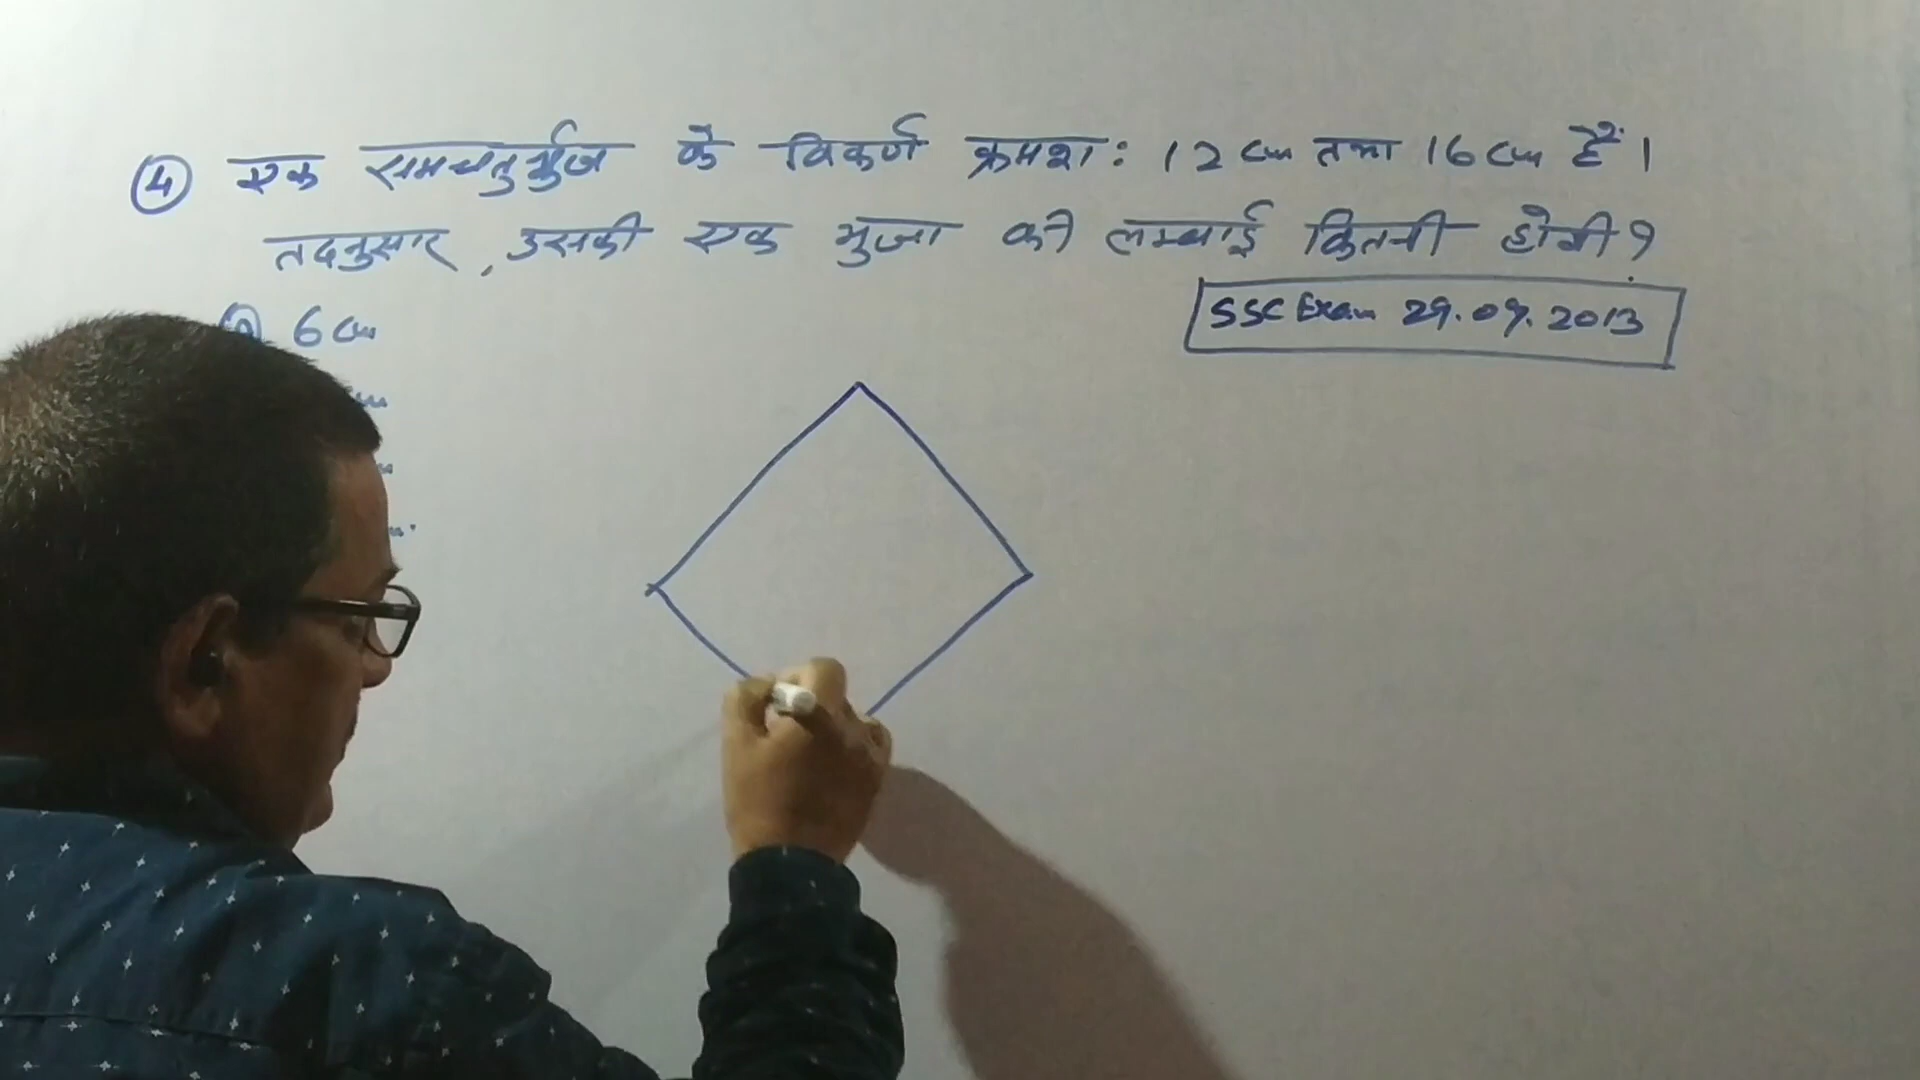 ④ एक समचतुर्भुज के विकर्ण क्रमशः 12 cm तथा 16 cm हैं।
तदनुसार, उसकी एक भुजा की लम्बाई कितनी होगी?
SSC Exam 29.09.2013
6 cm